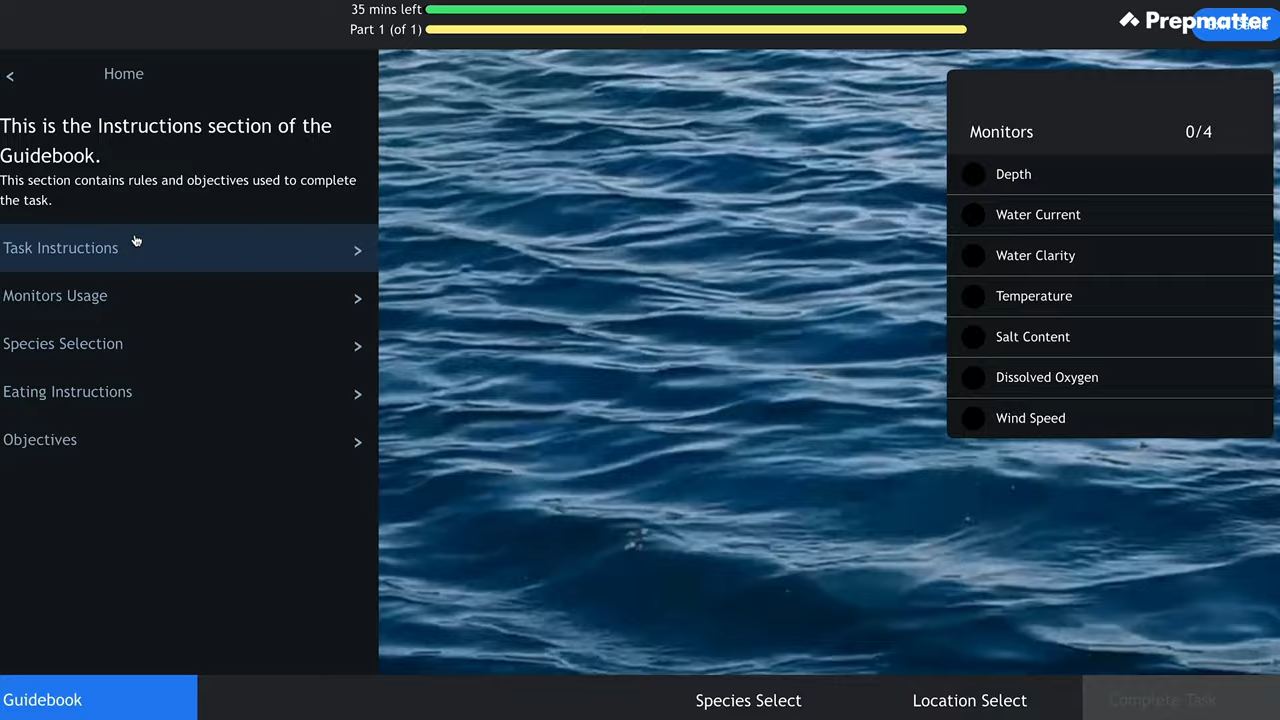 35 mins left
Part 1 (of 1)
Prepmatter
Home
This is the Instructions section of the
Guidebook.
This section contains rules and objectives used to complete
the task.
Task Instructions
Monitors Usage
Species Selection
Eating Instructions
Objectives
Monitors 0/4
Depth
Water Current
Water Clarity
Temperature
Salt Content
Dissolved Oxygen
Wind Speed
Guidebook
Species Select
Location Select
Complete Task